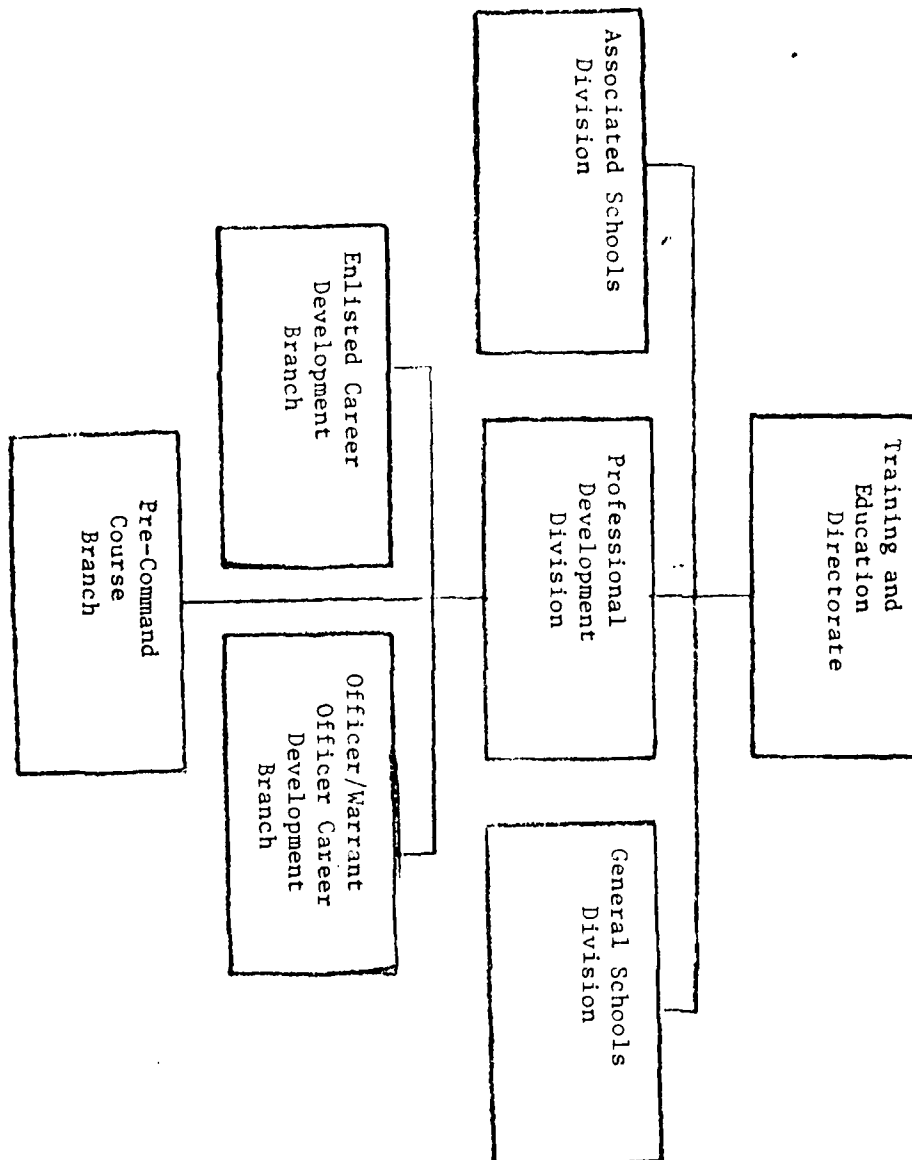 Training and
Education
Directorate
Associated Schools
Division
Professional
Development
Division
General Schools
Division
Enlisted Career
Development
Branch
Officer/Warrant
Officer Career
Development
Branch
Pre-Command
Course
Branch